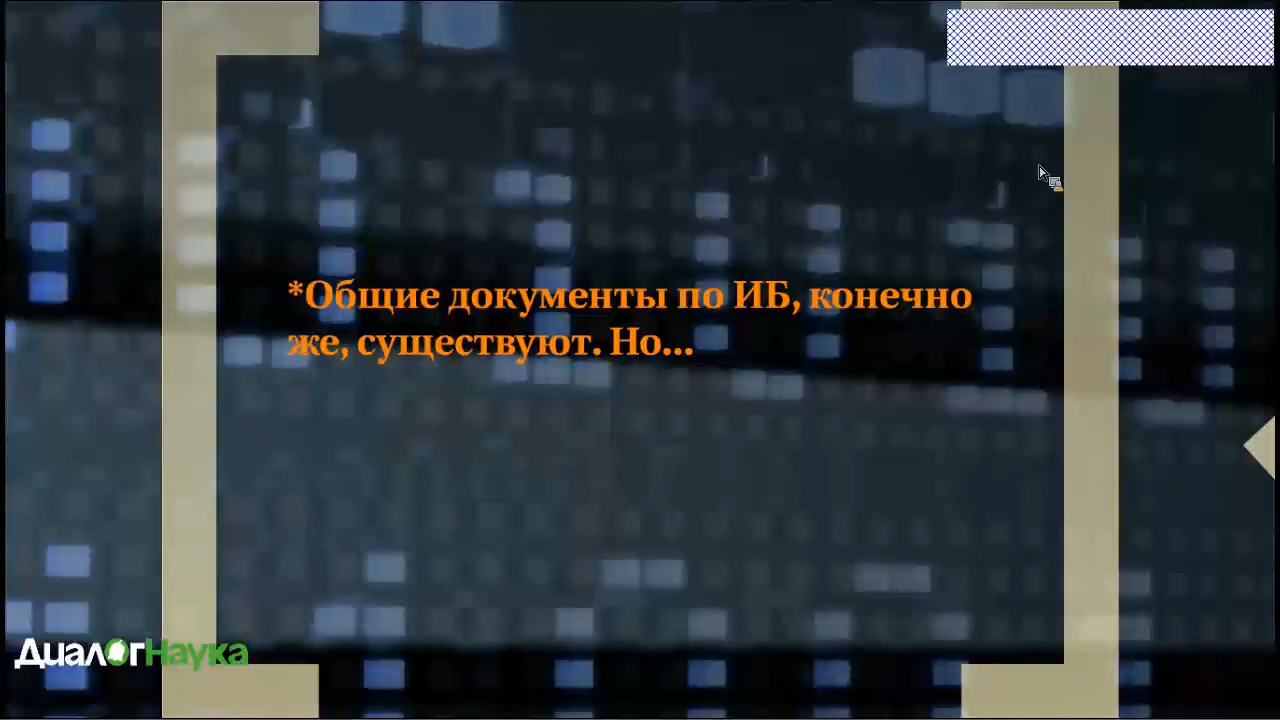 *Общие документы по ИБ, конечно
же, существуют. Но...
ДиалОгНаука